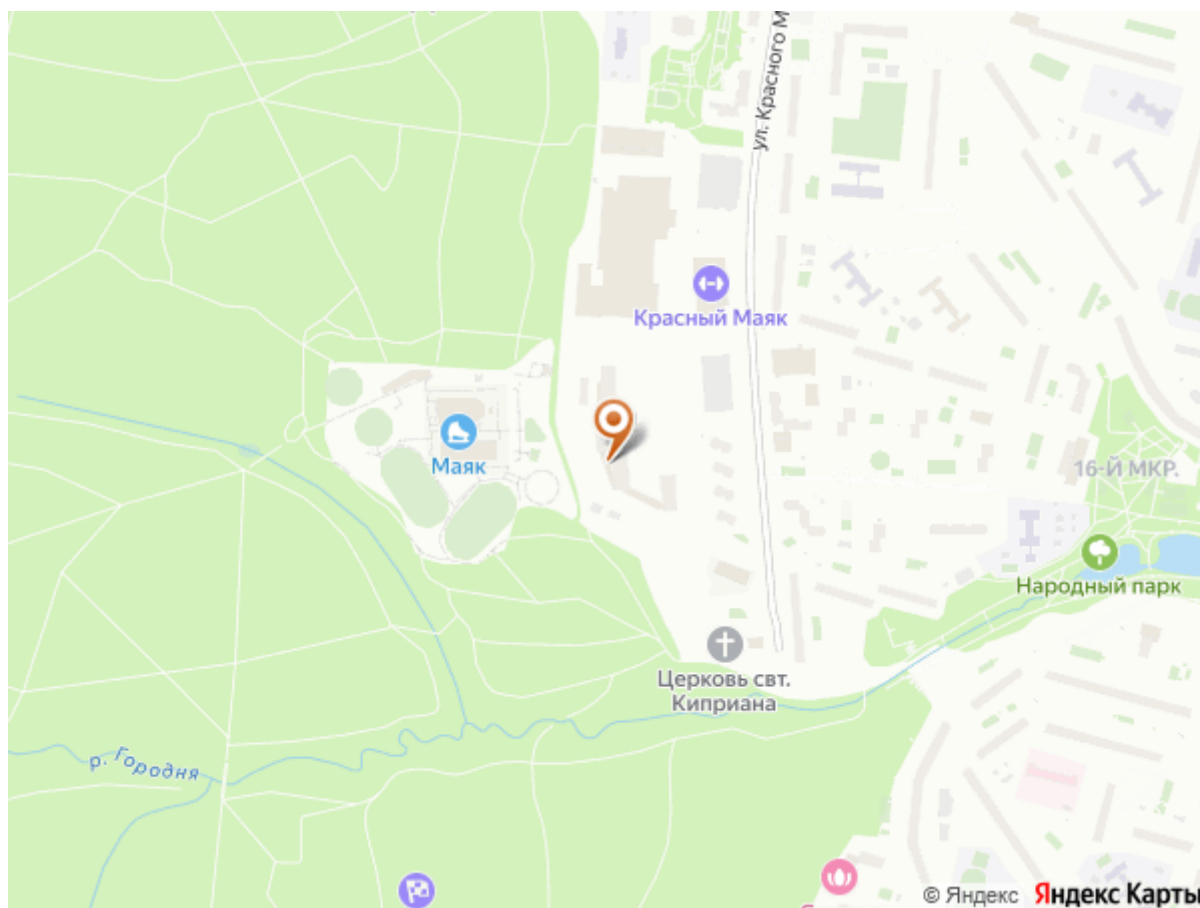 ул. Красного М
Красный Маяк
Маяк
16-Й МКР.
Народный парк
Церковь свт.
Киприана
р. Городня
© Яндекс Яндекс Карты